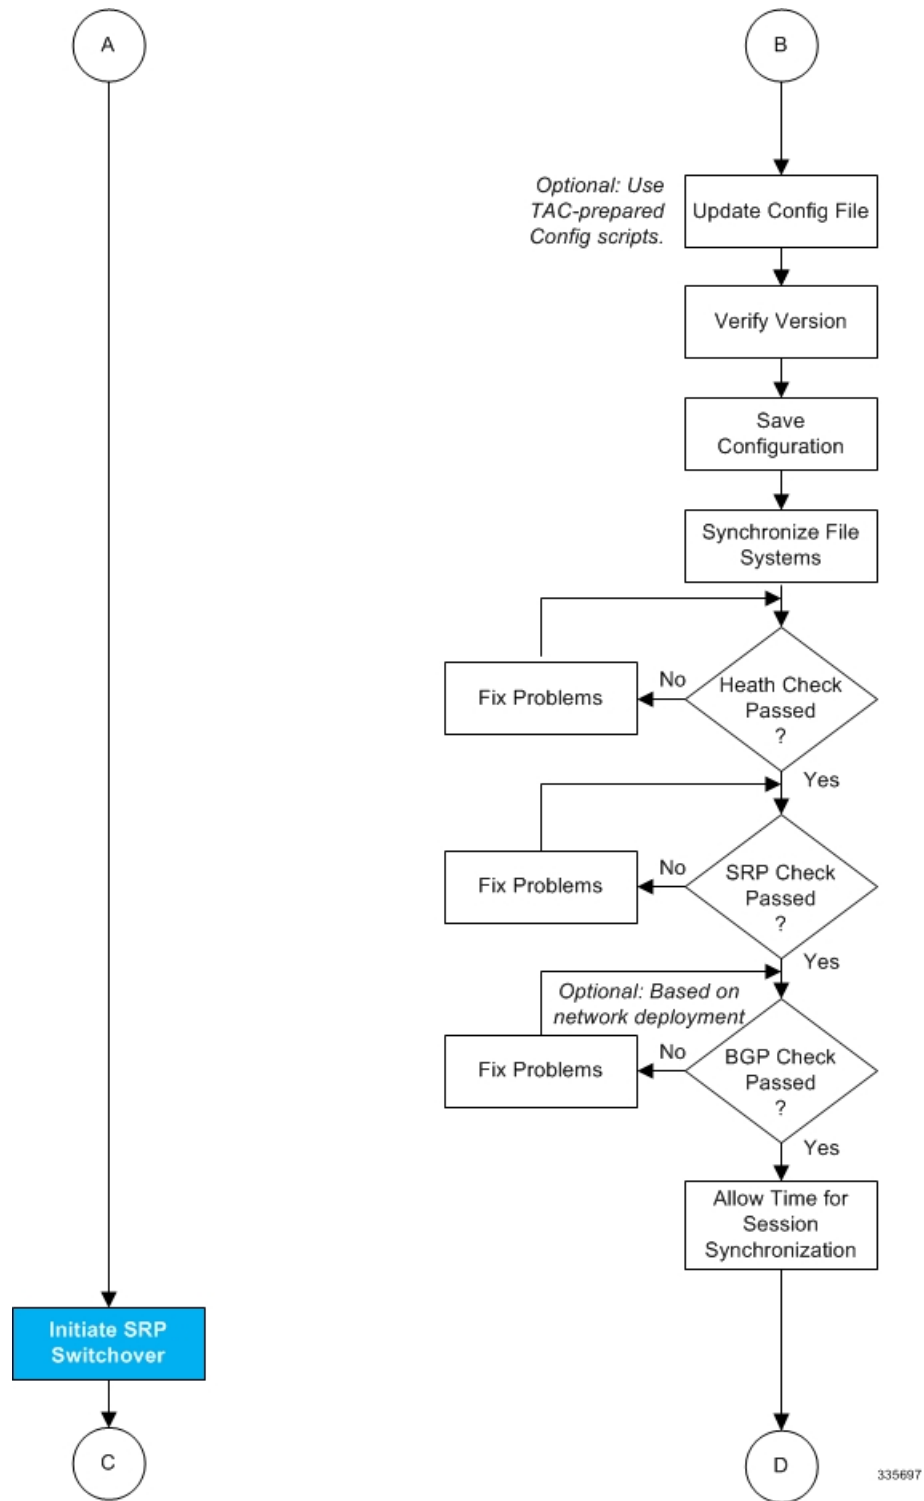 A
B
Optional: Use
TAC-prepared
Config scripts.
Update Config File
Verify Version
Save
Configuration
Synchronize File
Systems
Fix Problems
No
Heath Check
Passed
?
Yes
Fix Problems
No
SRP Check
Passed
?
Yes
Optional: Based on
network deployment
Fix Problems
No
BGP Check
Passed
?
Yes
Allow Time for
Session
Synchronization
Initiate SRP
Switchover
C
D
335697